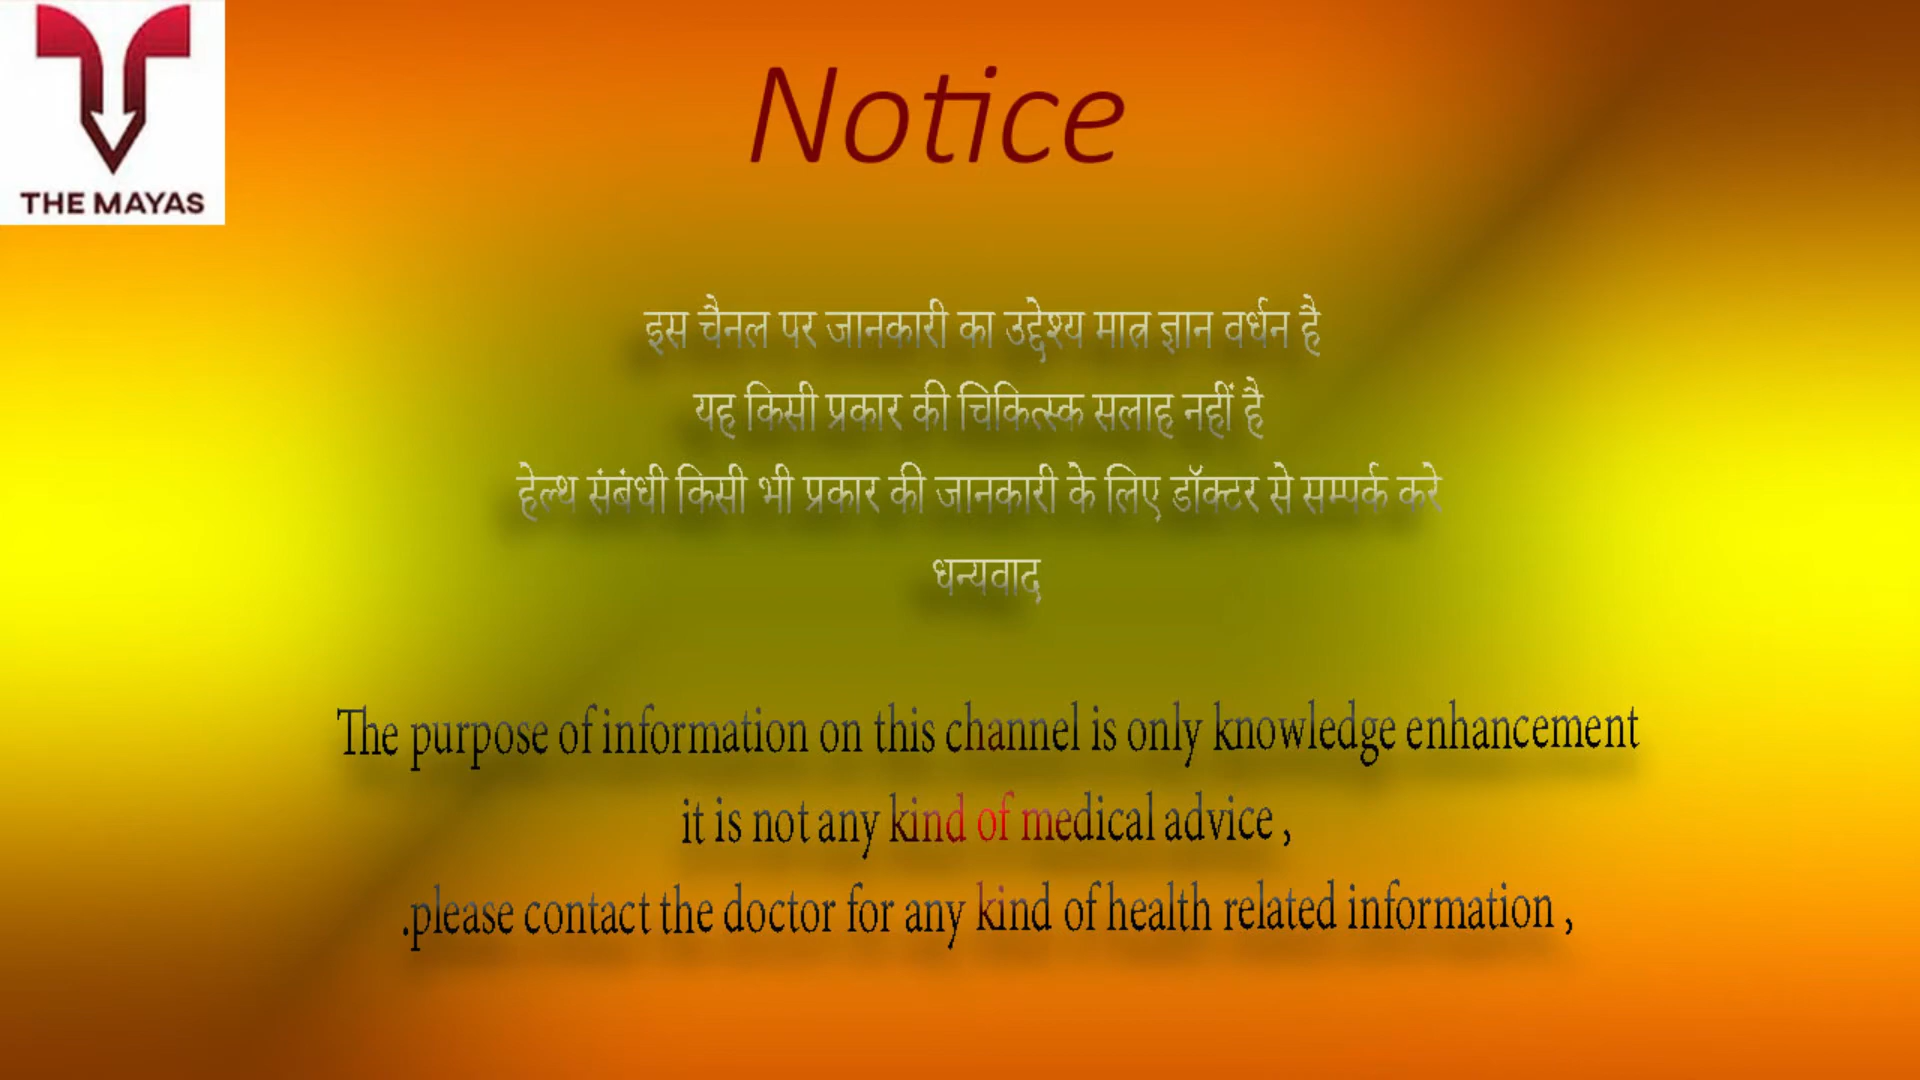 THE MAYAS
Notice
इस चैनल पर जानकारी का उद्देश्य मात्र ज्ञान वर्धन है
यह किसी प्रकार की चिकित्स्क सलाह नहीं है
हेल्थ संबंधी किसी भी प्रकार की जानकारी के लिए डॉक्टर से सम्पर्क करे
धन्यवाद
The purpose of information on this channel is only knowledge enhancement
it is not any kind of medical advice ,
.please contact the doctor for any kind of health related information ,